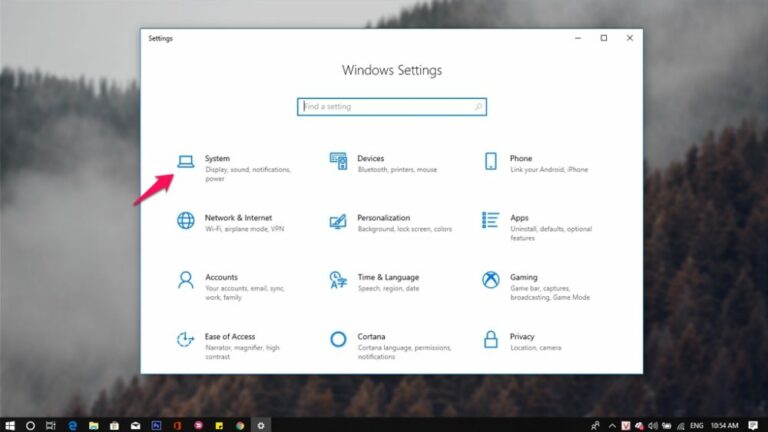 Settings
Windows Settings
Find a setting
System
Display, sound, notifications,
power
Devices
Bluetooth, printers, mouse
Phone
Link your Android, iPhone
Network & Internet
Wi-Fi, airplane mode, VPN
Personalization
Background, lock screen, colors
Apps
Uninstall, defaults, optional
features
Accounts
Your accounts, email, sync,
work, family
Time & Language
Speech, region, date
Gaming
Game bar, captures,
broadcasting, Game Mode
Ease of Access
Narrator, magnifier, high
contrast
Cortana
Cortana language, permissions,
notifications
Privacy
Location, camera
Ps
V
ENG
10:54 AM